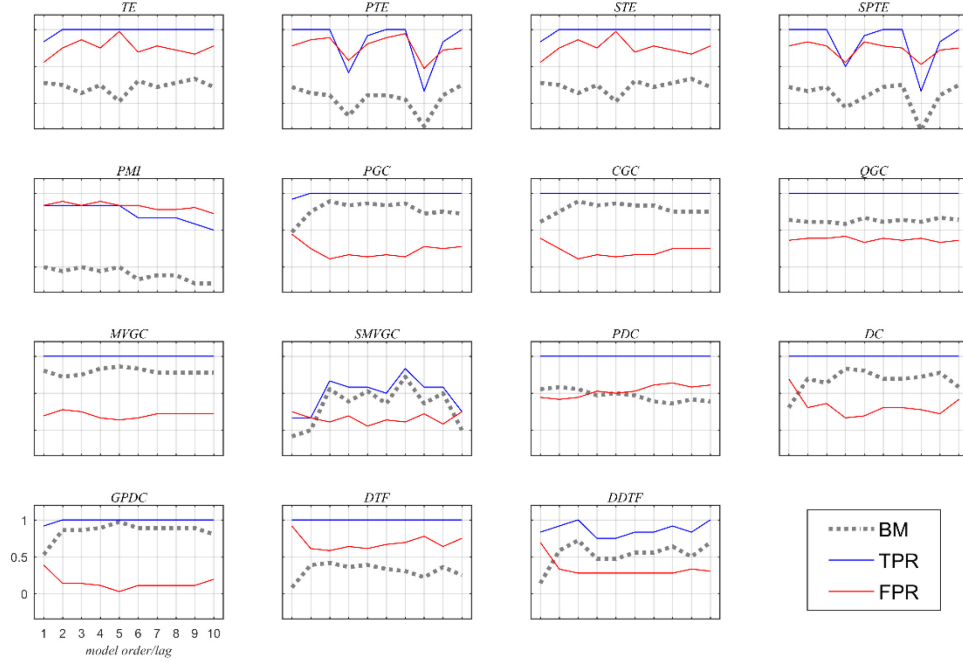 TE PTE STE SPTE
PMI PGC CGC QGC
MVGC SMVGC PDC DC
GPDC DTF DDTF
1
0.5
0
BM
TPR
FPR
1 2 3 4 5 6 7 8 9 10
model order/lag